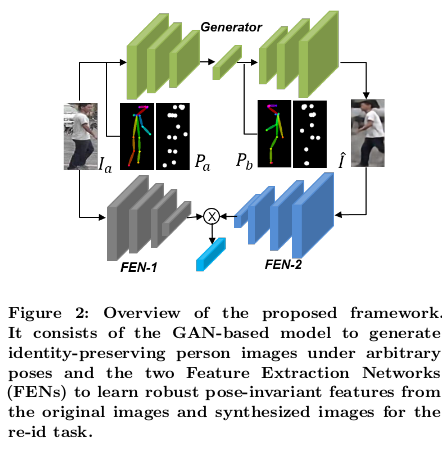 Generator
I_a
P_a
P_b
Î
X
FEN-1
FEN-2
Figure 2: Overview of the proposed framework.
It consists of the GAN-based model to generate
identity-preserving person images under arbitrary
poses and the two Feature Extraction Networks
(FENs) to learn robust pose-invariant features from
the original images and synthesized images for the
re-id task.